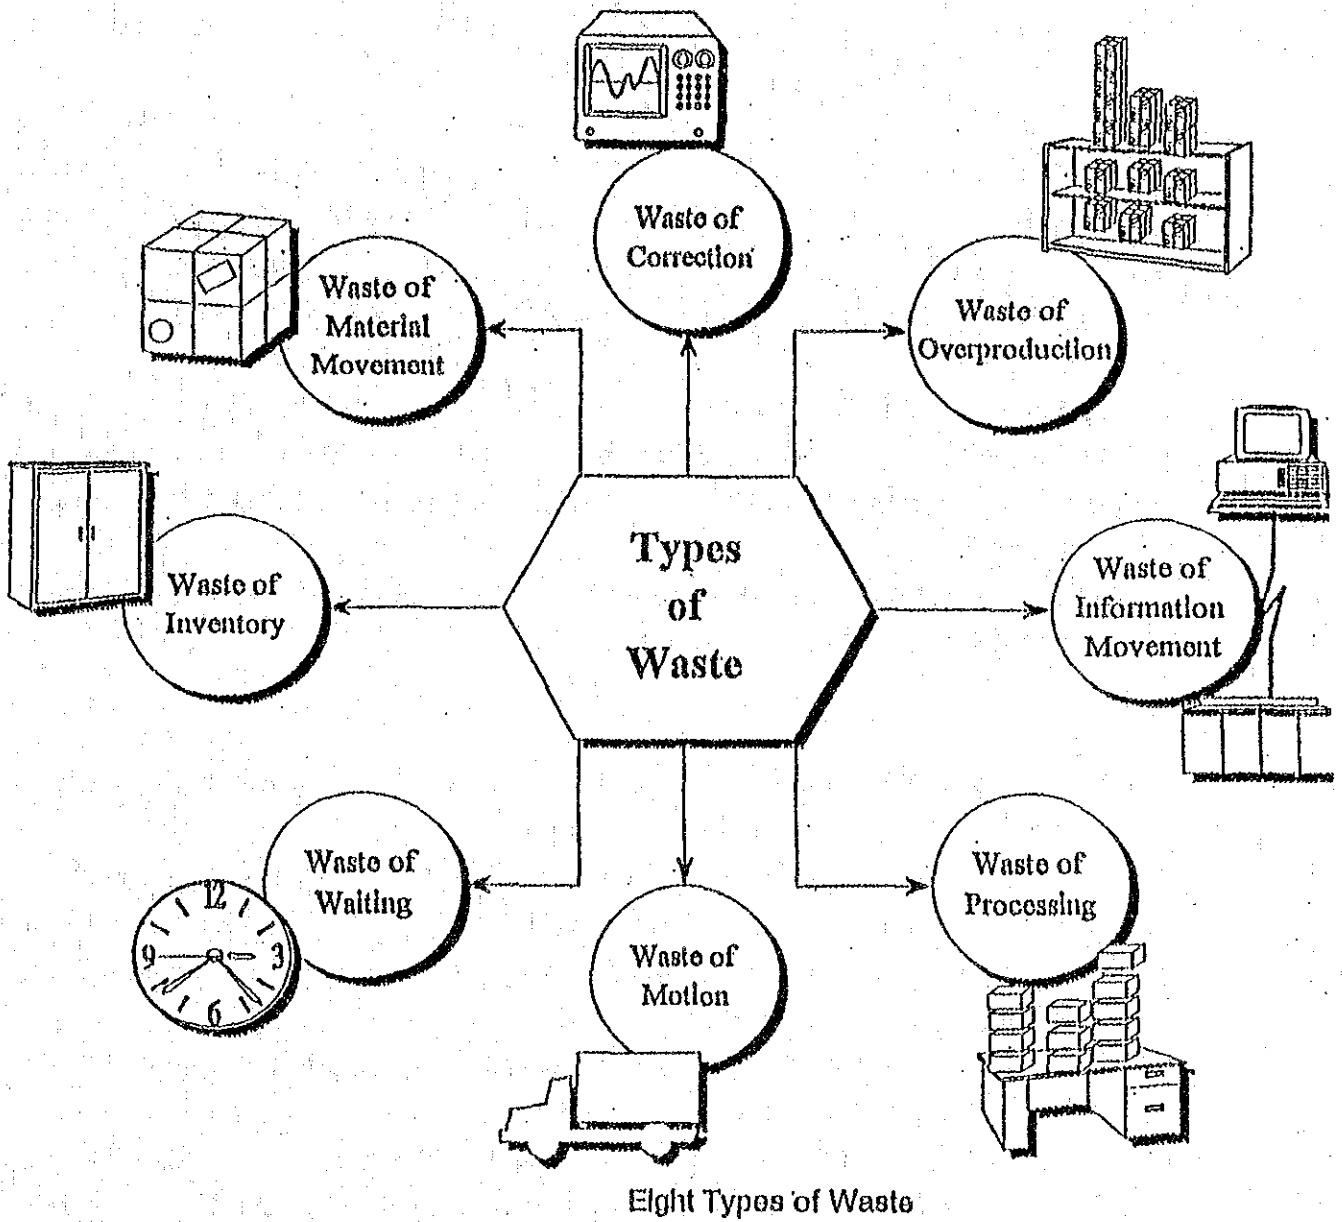 Waste of
Correction
Waste of
Overproduction
Waste of
Material
Movement
Waste of
Information
Movement
Waste of
Inventory
Types
of
Waste
Waste of
Waiting
12
9
3
6
Waste of
Processing
Waste of
Motion
Eight Types of Waste